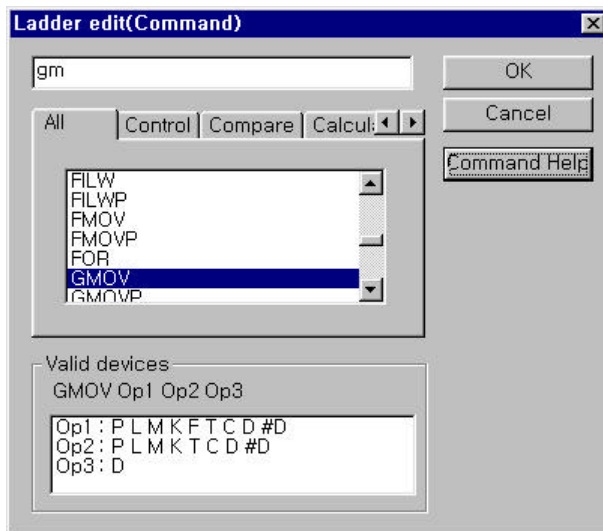 Ladder edit(Command)
gm
OK
Cancel
Command Help
All Control Compare Calcul
FILW
FILWP
FMOV
FMOVP
FOR
GMOV
GMOVP
Valid devices
GMOV Op1 Op2 Op3
Op1 : P L M K F T C D #D
Op2 : P L M K T C D #D
Op3 : D